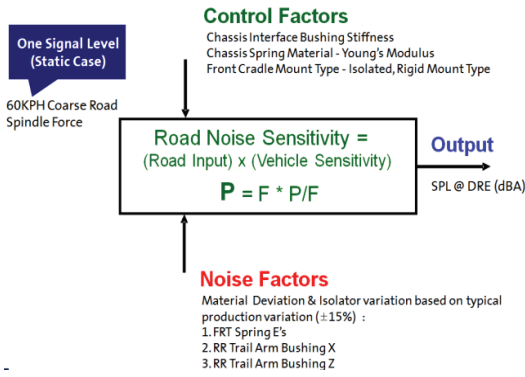 Control Factors
Chassis Interface Bushing Stiffness
Chassis Spring Material - Young's Modulus
Front Cradle Mount Type - Isolated, Rigid Mount Type
One Signal Level
(Static Case)
60KPH Coarse Road
Spindle Force
Road Noise Sensitivity =
(Road Input) x (Vehicle Sensitivity)
P = F * P/F
Output
SPL @ DRE (dBA)
Noise Factors
Material Deviation & Isolator variation based on typical
production variation (±15%) :
1. FRT Spring E's
2. RR Trail Arm Bushing X
3. RR Trail Arm Bushing Z